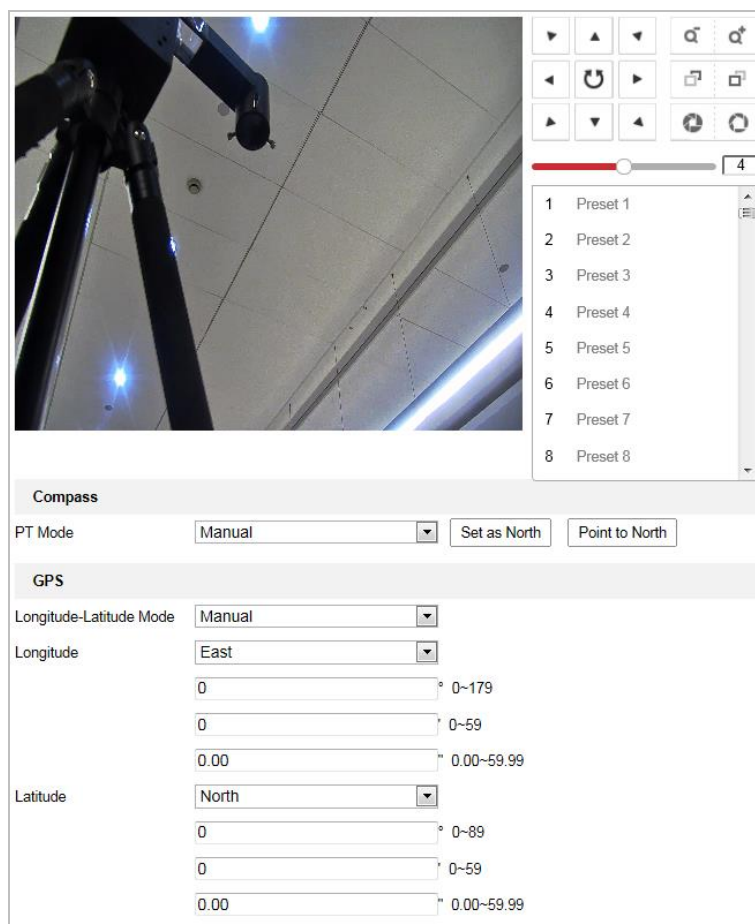 4
1 Preset 1
2 Preset 2
3 Preset 3
4 Preset 4
5 Preset 5
6 Preset 6
7 Preset 7
8 Preset 8
Compass
PT Mode Manual Set as North Point to North
GPS
Longitude-Latitude Mode Manual
Longitude East
0 ° 0~179
0 ' 0~59
0.00 " 0.00~59.99
Latitude North
0 ° 0~89
0 ' 0~59
0.00 " 0.00~59.99